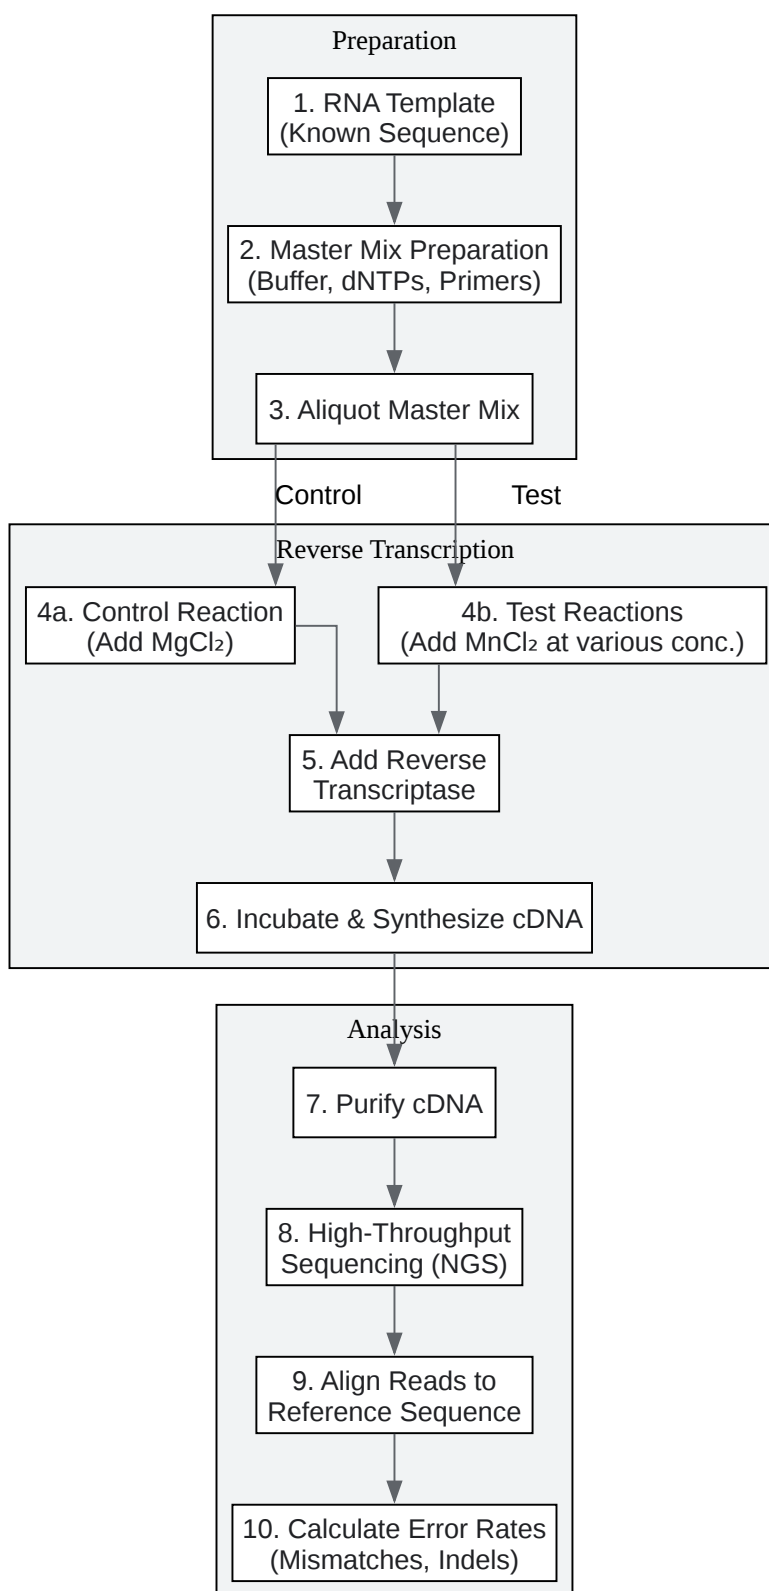 Preparation
1. RNA Template
(Known Sequence)
2. Master Mix Preparation
(Buffer, dNTPs, Primers)
3. Aliquot Master Mix
Control
Test
Reverse Transcription
4a. Control Reaction
(Add MgCl₂)
4b. Test Reactions
(Add MnCl₂ at various conc.)
5. Add Reverse
Transcriptase
6. Incubate & Synthesize cDNA
Analysis
7. Purify cDNA
8. High-Throughput
Sequencing (NGS)
9. Align Reads to
Reference Sequence
10. Calculate Error Rates
(Mismatches, Indels)